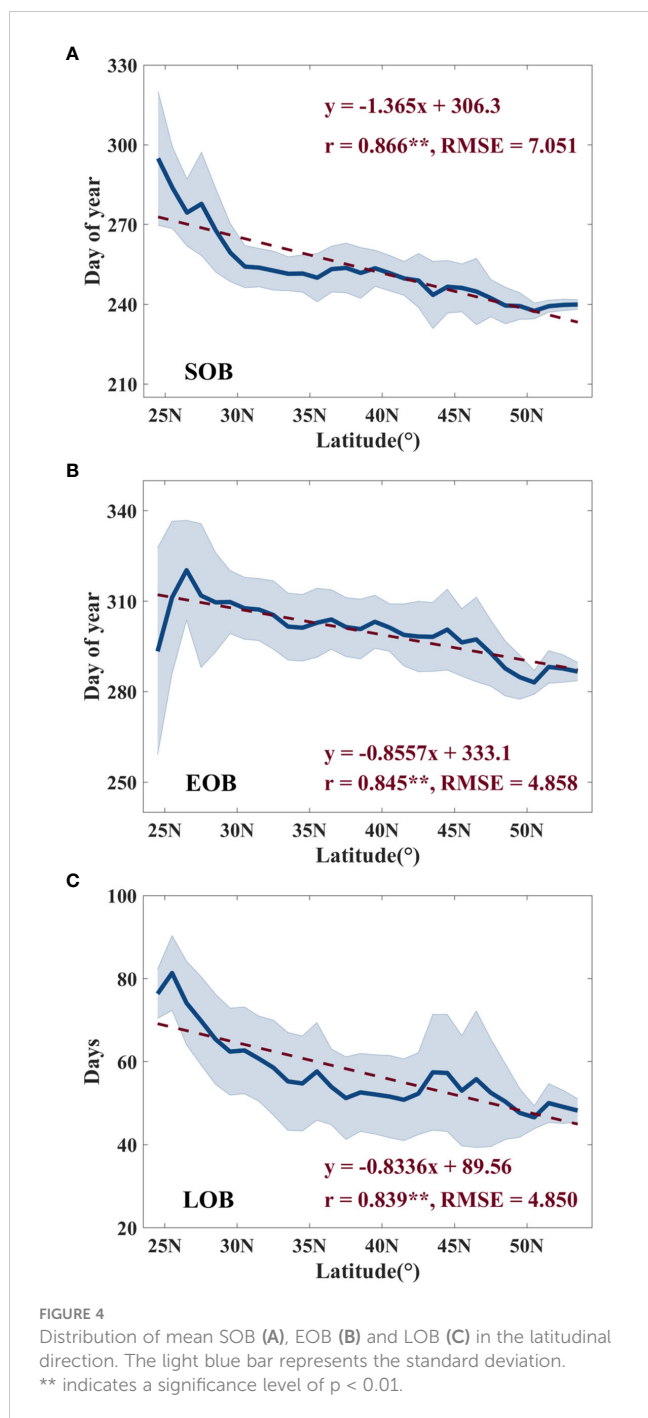 A
330
300
270
240
210
Day of year
y = -1.365x + 306.3
r = 0.866**, RMSE = 7.051
SOB
25N 30N 35N 40N 45N 50N
Latitude(°)
B
340
310
280
250
Day of year
y = -0.8557x + 333.1
r = 0.845**, RMSE = 4.858
EOB
25N 30N 35N 40N 45N 50N
Latitude(°)
C
100
80
60
40
20
Days
y = -0.8336x + 89.56
r = 0.839**, RMSE = 4.850
LOB
25N 30N 35N 40N 45N 50N
Latitude(°)
FIGURE 4
Distribution of mean SOB (A), EOB (B) and LOB (C) in the latitudinal
direction. The light blue bar represents the standard deviation.
** indicates a significance level of p < 0.01.